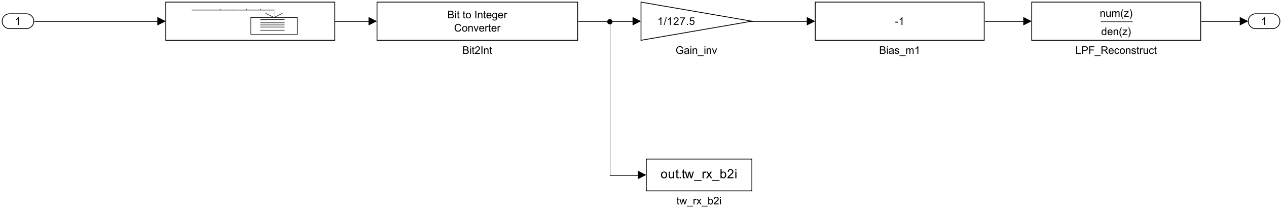 1
Bit to Integer
Converter
Bit2Int
1/127.5
Gain_inv
-1
Bias_m1
num(z)
den(z)
LPF_Reconstruct
1
out.tw_rx_b2i
tw_rx_b2i